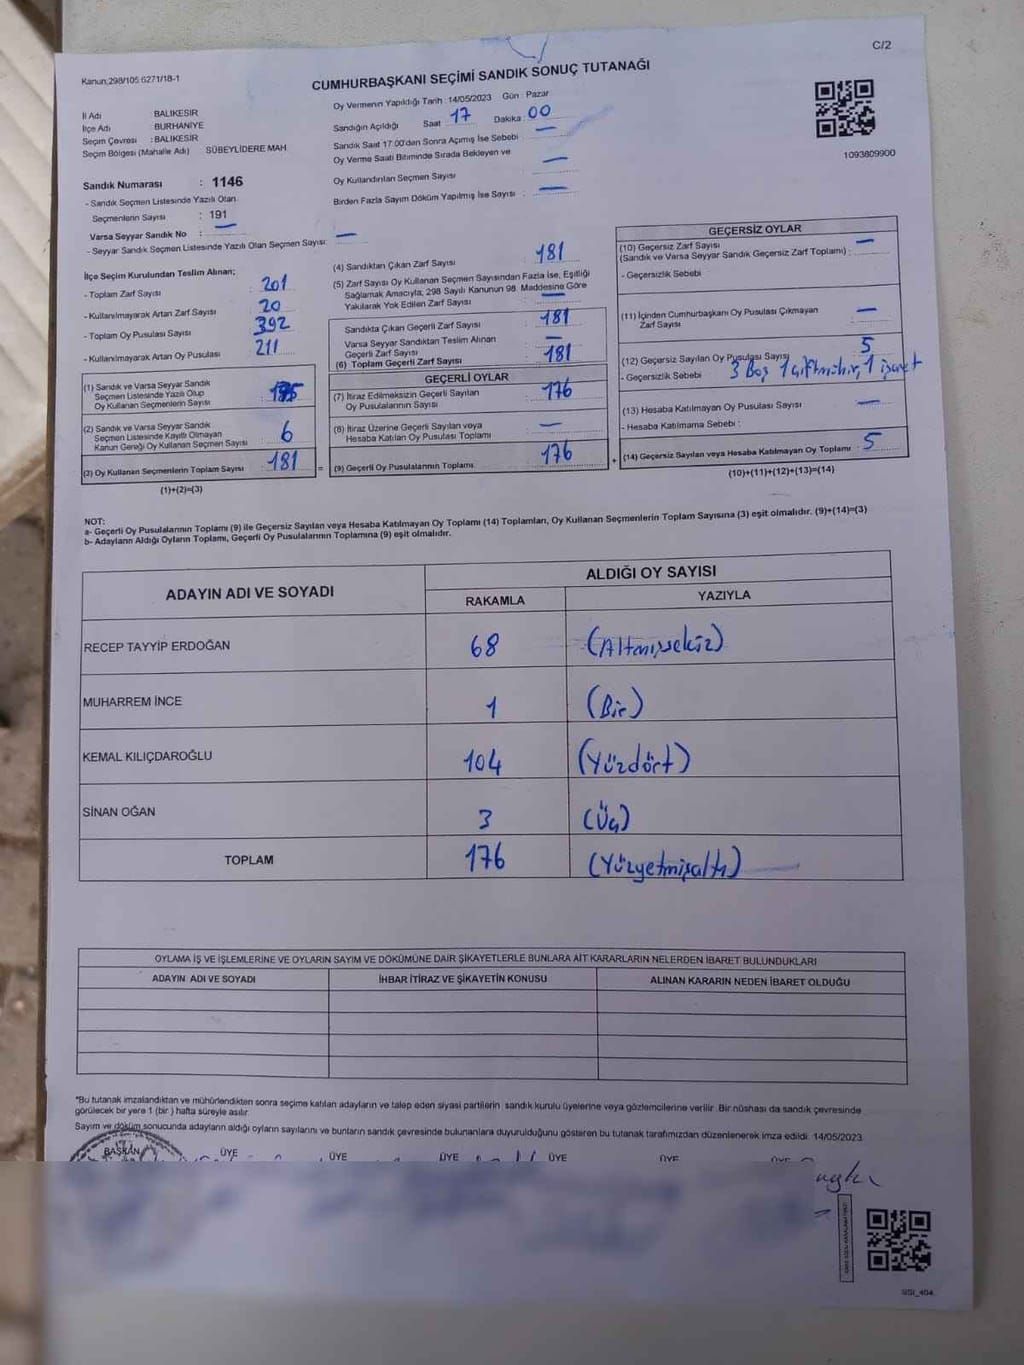 C/2
Kanun.298/105.6271/18-1
CUMHURBAŞKANI SEÇİMİ SANDIK SONUÇ TUTANAĞI
İl Adı BALIKESİR
İlçe Adı BURHANİYE
Seçim Çevresi : BALIKESİR
Seçim Bölgesi (Mahalle Adı) SÜBEYLİDERE MAH
Oy Vermenin Yapıldığı Tarih : 14/05/2023 Gün : Pazar
Sandığın Açıldığı Saat 17 Dakika 00
Sandık Saat 17.00'dan Sonra Açılmış İse Sebebi : —
Oy Verme Saati Bitiminde Sırada Bekleyen ve
Oy Kullandırılan Seçmen Sayısı : —
Birden Fazla Sayım Döküm Yapılmış İse Sayısı : —
1093809900
Sandık Numarası : 1146
- Sandık Seçmen Listesinde Yazılı Olan
Seçmenlerin Sayısı : 191
Varsa Seyyar Sandık No : —
- Seyyar Sandık Seçmen Listesinde Yazılı Olan Seçmen Sayısı: —
İlçe Seçim Kurulundan Teslim Alınan;
- Toplam Zarf Sayısı : 201
- Kullanılmayarak Artan Zarf Sayısı : 20
- Toplam Oy Pusulası Sayısı : 392
- Kullanılmayarak Artan Oy Pusulası : 211
(1) Sandık ve Varsa Seyyar Sandık
Seçmen Listesinde Yazılı Olup
Oy Kullanan Seçmenlerin Sayısı :
(2) Sandık ve Varsa Seyyar Sandık
Seçmen Listesinde Kayıtlı Olmayan
Kanun Gereği Oy Kullanan Seçmen Sayısı : 6
(3) Oy Kullanan Seçmenlerin Toplam Sayısı : 181
(1)+(2)=(3)
(4) Sandıktan Çıkan Zarf Sayısı : 181
(5) Zarf Sayısı Oy Kullanan Seçmen Sayısından Fazla İse, Eşitliği
Sağlamak Amacıyla, 298 Sayılı Kanunun 98. Maddesine Göre
Yakılarak Yok Edilen Zarf Sayısı : —
Sandıkta Çıkan Geçerli Zarf Sayısı : 181
Varsa Seyyar Sandıktan Teslim Alınan
Geçerli Zarf Sayısı : —
(6) Toplam Geçerli Zarf Sayısı : 181
GEÇERLİ OYLAR
(7) İtiraz Edilmeksizin Geçerli Sayılan
Oy Pusulalarının Sayısı : 176
(8) İtiraz Üzerine Geçerli Sayılan veya
Hesaba Katılan Oy Pusulası Toplamı : —
(9) Geçerli Oy Pusulalarının Toplamı : 176
GEÇERSİZ OYLAR
(10) Geçersiz Zarf Sayısı
(Sandık ve Varsa Seyyar Sandık Geçersiz Zarf Toplamı) : —
- Geçersizlik Sebebi
(11) İçinden Cumhurbaşkanı Oy Pusulası Çıkmayan
Zarf Sayısı : —
(12) Geçersiz Sayılan Oy Pusulası Sayısı : 5
- Geçersizlik Sebebi 3 Boş 1 çiftmühür, 1 işaret
(13) Hesaba Katılmayan Oy Pusulası Sayısı : —
- Hesaba Katılmama Sebebi :
(14) Geçersiz Sayılan veya Hesaba Katılmayan Oy Toplamı : 5
(10)+(11)+(12)+(13)=(14)
NOT:
a- Geçerli Oy Pusulalarının Toplamı (9) ile Geçersiz Sayılan veya Hesaba Katılmayan Oy Toplamı (14) Toplamları, Oy Kullanan Seçmenlerin Toplam Sayısına (3) eşit olmalıdır. (9)+(14)=(3)
b- Adayların Aldığı Oyların Toplamı, Geçerli Oy Pusulalarının Toplamına (9) eşit olmalıdır.
ADAYIN ADI VE SOYADI ALDIĞI OY SAYISI
RAKAMLA YAZIYLA
RECEP TAYYİP ERDOĞAN 68 (Altmışsekiz)
MUHARREM İNCE 1 (Bir)
KEMAL KILIÇDAROĞLU 104 (Yüzdört)
SİNAN OĞAN 3 (Üç)
TOPLAM 176 (Yüzyetmişaltı)
OYLAMA İŞ VE İŞLEMLERİNE VE OYLARIN SAYIM VE DÖKÜMÜNE DAİR ŞİKAYETLERLE BUNLARA AİT KARARLARIN NELERDEN İBARET BULUNDUKLARI
ADAYIN ADI VE SOYADI İHBAR İTİRAZ VE ŞİKAYETİN KONUSU ALINAN KARARIN NEDEN İBARET OLDUĞU
*Bu tutanak imzalandıktan ve mühürlendikten sonra seçime katılan adayların ve talep eden siyasi partilerin sandık kurulu üyelerine veya gözlemcilerine verilir. Bir nüshası da sandık çevresinde
görülecek bir yere 1 (bir ) hafta süreyle asılır.
Sayım ve döküm sonucunda adayların aldığı oyların sayılarını ve bunların sandık çevresinde bulunanlara duyurulduğunu gösteren bu tutanak tarafımızdan düzenlenerek imza edildi. 14/05/2023
BAŞKAN ÜYE ÜYE ÜYE ÜYE ÜYE ÜYE
GSI_404